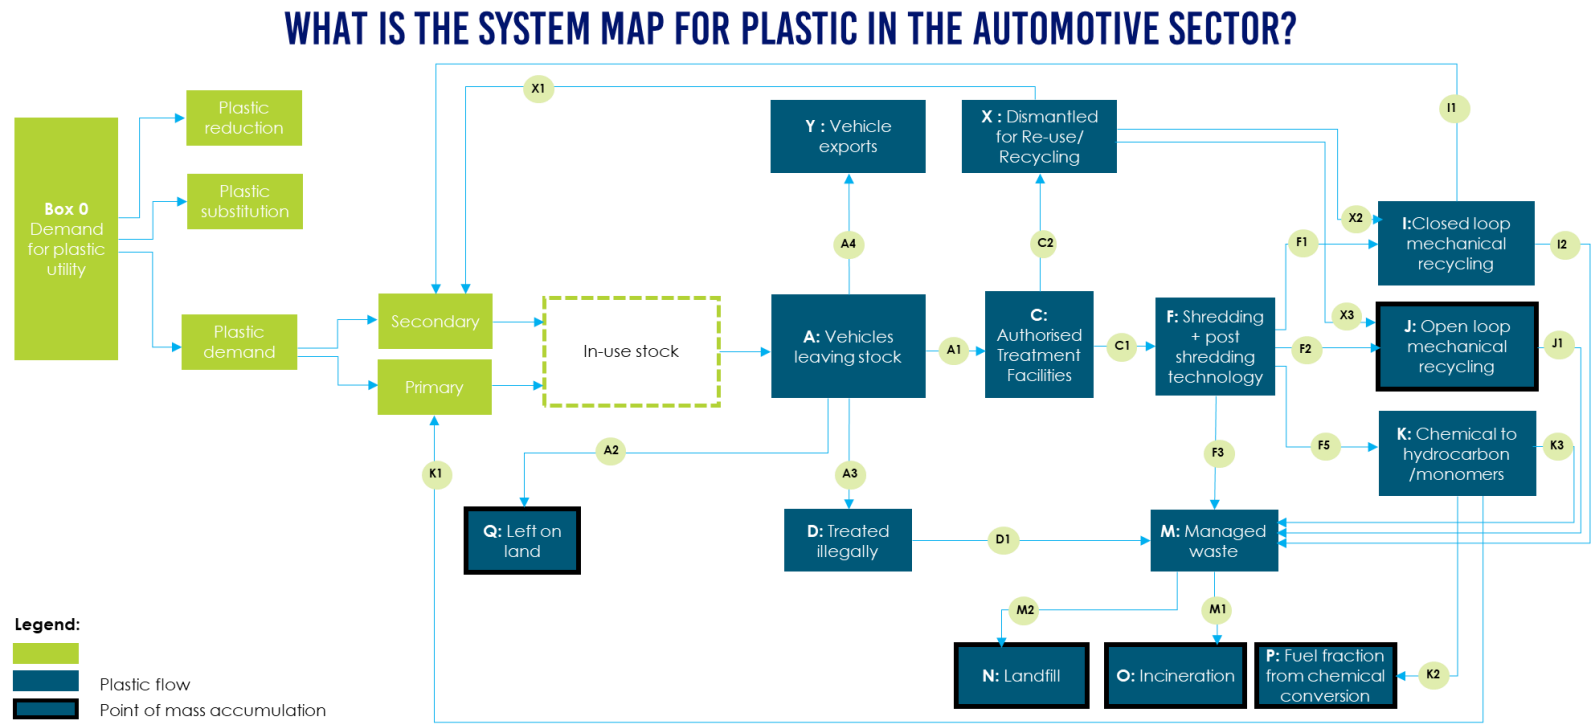 WHAT IS THE SYSTEM MAP FOR PLASTIC IN THE AUTOMOTIVE SECTOR?
Box 0
Demand
for plastic
utility
Plastic
reduction
Plastic
substitution
Plastic
demand
Secondary
Primary
In-use stock
X1
I1
Y : Vehicle
exports
X : Dismantled
for Re-use/
Recycling
A4
C2
X2
F1
I:Closed loop
mechanical
recycling
I2
A: Vehicles
leaving stock
A1
C:
Authorised
Treatment
Facilities
C1
F: Shredding
+ post
shredding
technology
X3
F2
J: Open loop
mechanical
recycling
J1
K1
A2
A3
F3
F5
K: Chemical to
hydrocarbon
/monomers
K3
Q: Left on
land
D: Treated
illegally
D1
M: Managed
waste
M2
M1
N: Landfill
O: Incineration
P: Fuel fraction
from chemical
conversion
K2
Legend:
Plastic flow
Point of mass accumulation